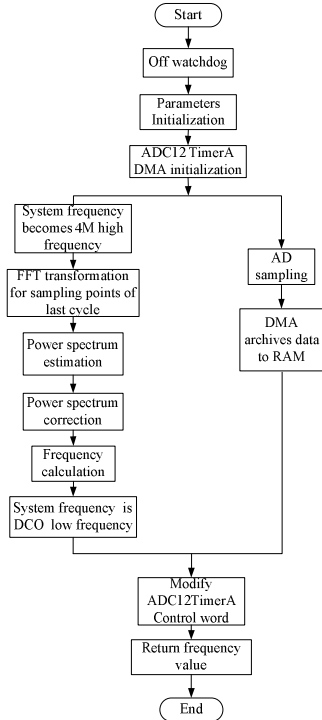 Start
Off watchdog
Parameters
Initialization
ADC12 TimerA
DMA initialization
System frequency
becomes 4M high
frequency
FFT transformation
for sampling points of
last cycle
Power spectrum
estimation
Power spectrum
correction
Frequency
calculation
System frequency is
DCO low frequency
AD
sampling
DMA
archives data
to RAM
Modify
ADC12TimerA
Control word
Return frequency
value
End